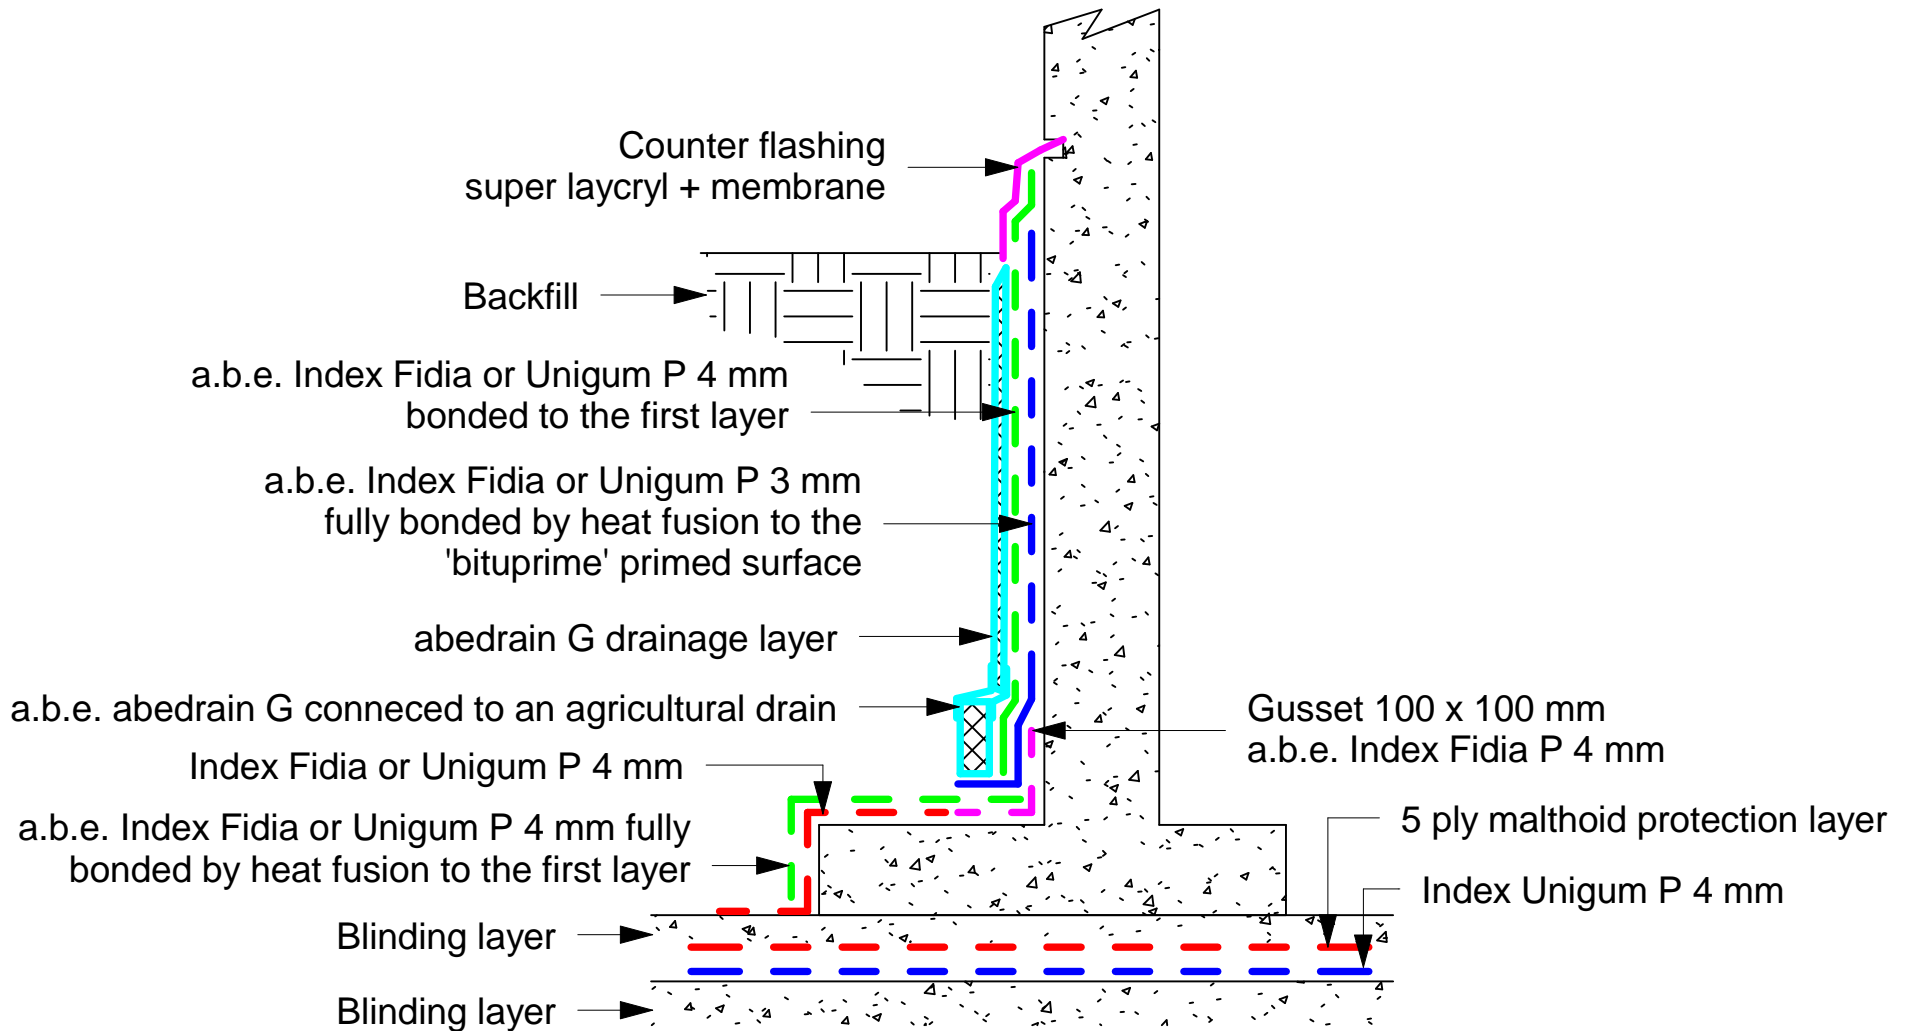 Counter flashing
super laycryl + membrane
Backfill
a.b.e. Index Fidia or Unigum P 4 mm
bonded to the first layer
a.b.e. Index Fidia or Unigum P 3 mm
fully bonded by heat fusion to the
'bituprime' primed surface
abedrain G drainage layer
a.b.e. abedrain G conneced to an agricultural drain
Index Fidia or Unigum P 4 mm
a.b.e. Index Fidia or Unigum P 4 mm fully
bonded by heat fusion to the first layer
Blinding layer
Blinding layer
Gusset 100 x 100 mm
a.b.e. Index Fidia P 4 mm
5 ply malthoid protection layer
Index Unigum P 4 mm